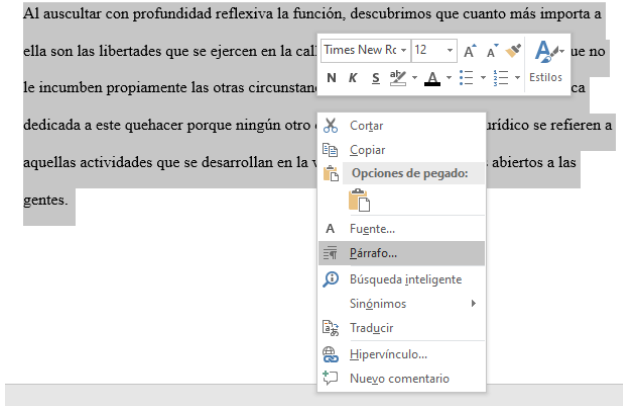 Al auscultar con profundidad reflexiva la función, descubrimos que cuanto más importa a
ella son las libertades que se ejercen en la cal ue no
le incumben propiamente las otras circunstan ca
dedicada a este quehacer porque ningún otro urídico se refieren a
aquellas actividades que se desarrollan en la v abiertos a las
gentes.
Times New Rc 12 A A A
N K S ab A Estilos
Cortar
Copiar
Opciones de pegado:
A Fuente...
Párrafo...
Búsqueda inteligente
Sinónimos
Traducir
Hipervínculo...
Nuevo comentario